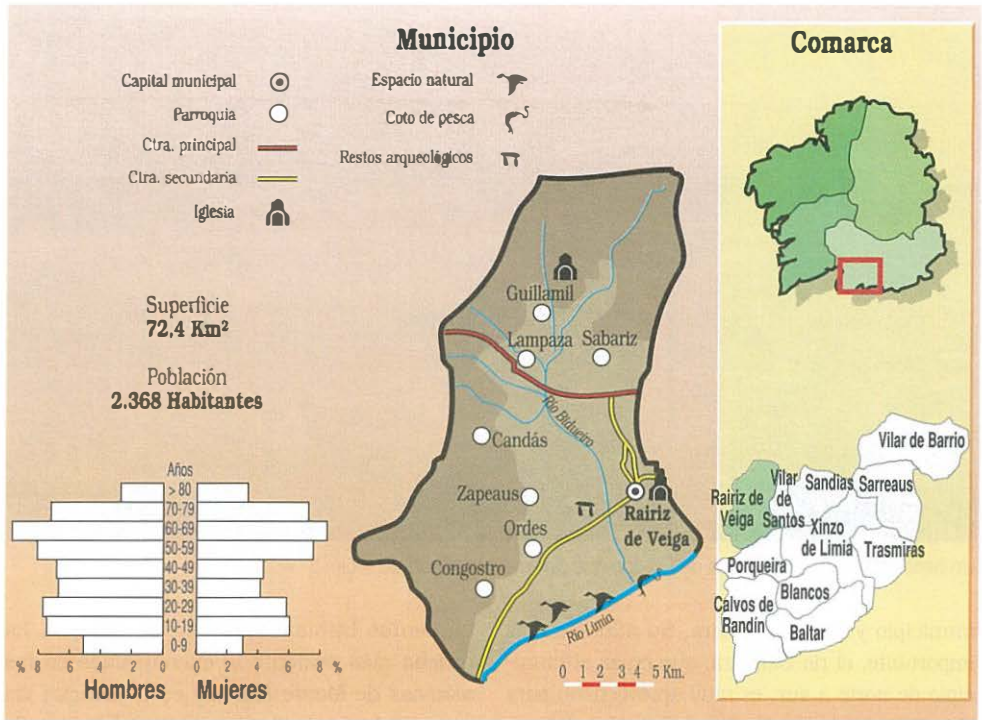 Municipio
Capital municipal
Parroquia
Ctra. principal
Ctra. secundaria
Iglesia
Espacio natural
Coto de pesca
Restos arqueológicos
Superficie
72,4 Km²
Población
2.368 Habitantes
Años
> 80
70-79
60-69
50-59
40-49
30-39
20-29
10-19
0-9
% 8 6 4 2 0
0 2 4 6 8 %
Hombres
Mujeres
Guillamil
Lampaza
Sabariz
Río Bidueiro
Candás
Zapeaus
Ordes
Rairiz
de Veiga
Congostro
Río Limia
0 1 2 3 4 5 Km.
Comarca
Vilar de Barrio
Vilar
de
Santos
Sandias
Sarreaus
Rairiz de
Veiga
Xinzo
de Limia
Trasmiras
Porqueira
Blancos
Calvos de
Randín
Baltar